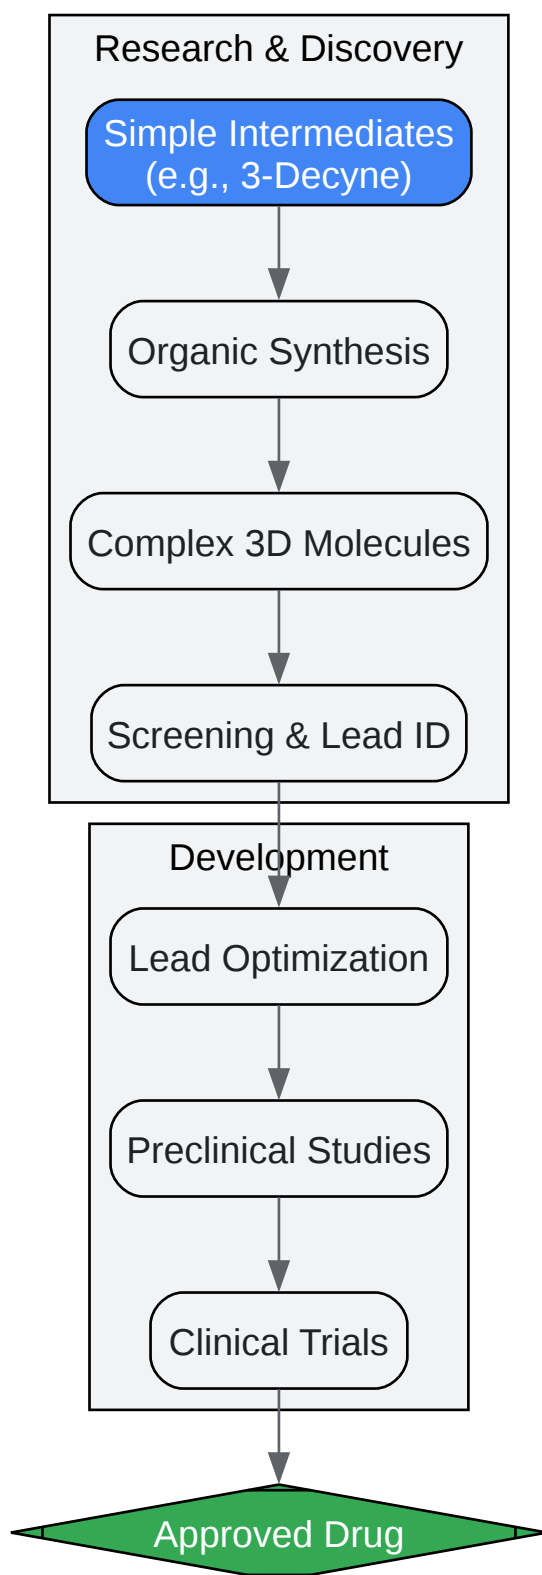 Research & Discovery
Simple Intermediates
(e.g., 3-Decyne)
Organic Synthesis
Complex 3D Molecules
Screening & Lead ID
Development
Lead Optimization
Preclinical Studies
Clinical Trials
Approved Drug